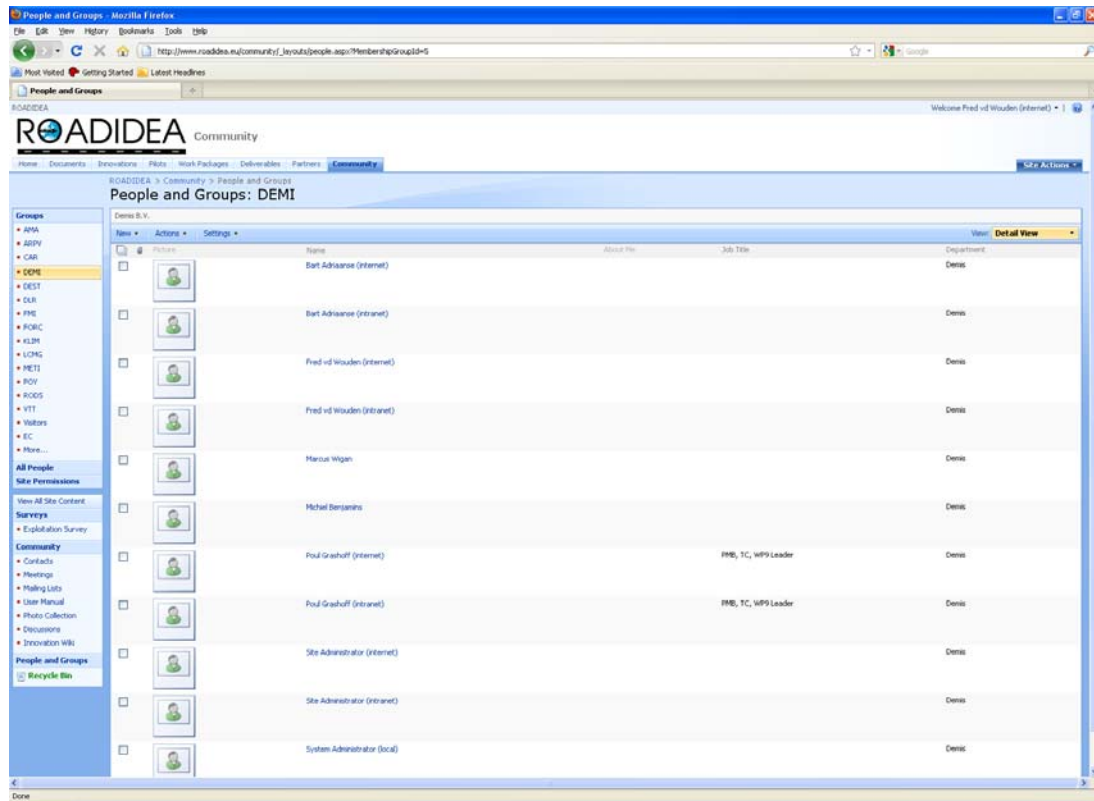 People and Groups - Mozilla Firefox
File Edit View History Bookmarks Tools Help
http://www.roadidea.eu/community/_layouts/people.aspx?MembershipGroupId=5
Google
Most Visited Getting Started Latest Headlines
People and Groups
ROADIDEA
Welcome Fred vd Wouden (internet)
ROADIDEA Community
Home Documents Innovations Pilots Work Packages Deliverables Partners Community Site Actions
ROADIDEA > Community > People and Groups
People and Groups: DEMI
Groups
AMA
ARPV
CAR
DEMI
DEST
DLR
FMI
FORC
KLIM
LCMG
METI
POY
RODS
VTT
Visitors
EC
More...
All People
Site Permissions
View All Site Content
Surveys
Exploitation Survey
Community
Contacts
Meetings
Mailing Lists
User Manual
Photo Collection
Discussions
Innovation Wiki
People and Groups
Recycle Bin
Demis B.V.
New Actions Settings View: Detail View
Picture Name About Me Job Title Department
Bart Adriaanse (internet) Demis
Bart Adriaanse (intranet) Demis
Fred vd Wouden (internet) Demis
Fred vd Wouden (intranet) Demis
Marcus Wigan Demis
Michiel Benjamins Demis
Poul Grashoff (internet) PMB, TC, WP9 Leader Demis
Poul Grashoff (intranet) PMB, TC, WP9 Leader Demis
Site Administrator (internet) Demis
Site Administrator (intranet) Demis
System Administrator (local) Demis
Done